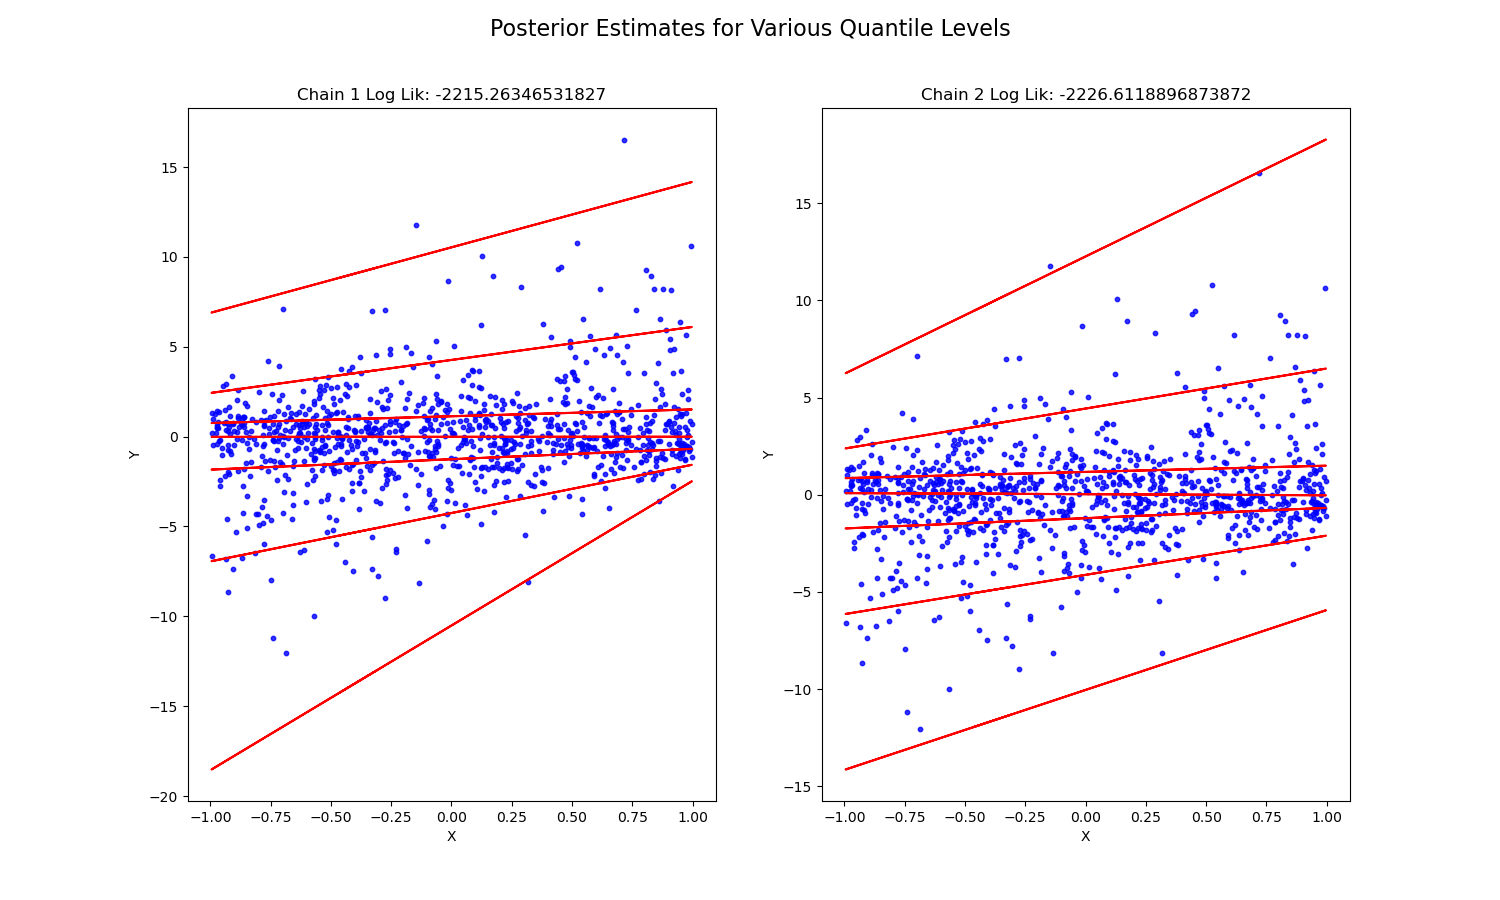 Posterior Estimates for Various Quantile Levels
Chain 1 Log Lik: -2215.26346531827
15
10
5
0
−5
−10
−15
−20
Y
−1.00 −0.75 −0.50 −0.25 0.00 0.25 0.50 0.75 1.00
X
Chain 2 Log Lik: -2226.6118896873872
15
10
5
0
−5
−10
−15
Y
−1.00 −0.75 −0.50 −0.25 0.00 0.25 0.50 0.75 1.00
X